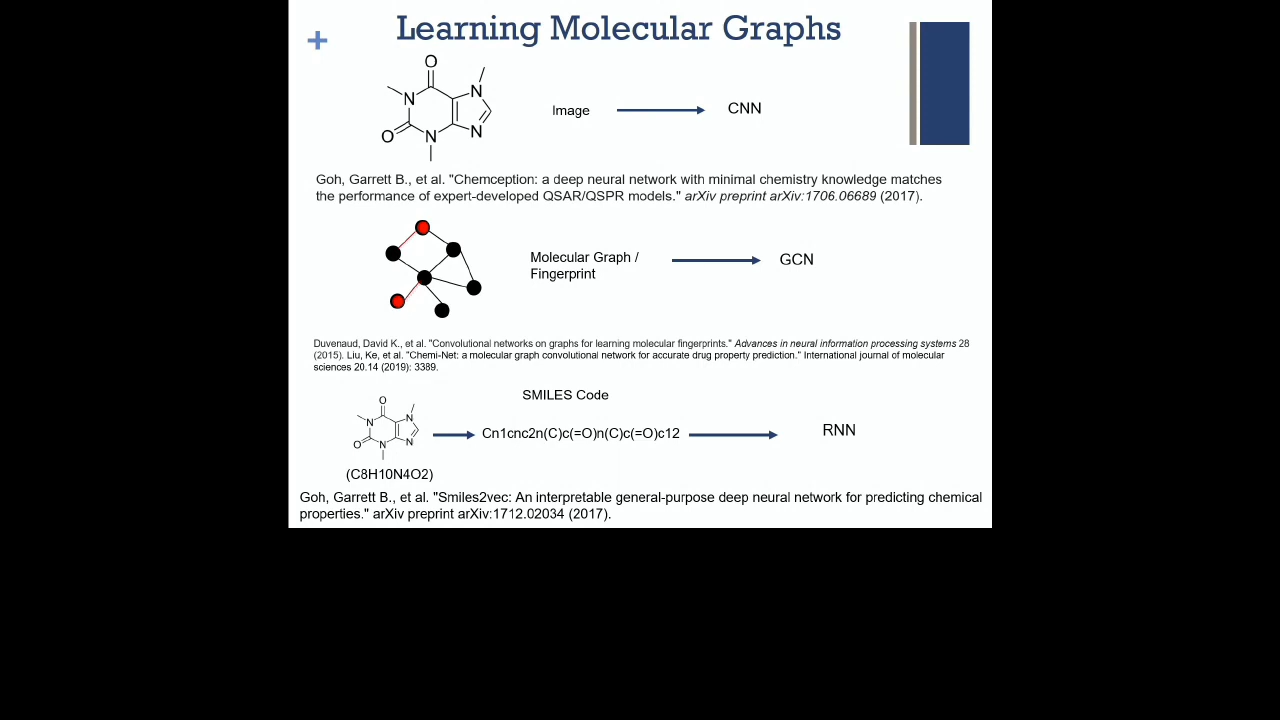 +
Learning Molecular Graphs
O
N
N
O
N
N
Image
CNN
Goh, Garrett B., et al. "Chemception: a deep neural network with minimal chemistry knowledge matches
the performance of expert-developed QSAR/QSPR models." arXiv preprint arXiv:1706.06689 (2017).
Molecular Graph /
Fingerprint
GCN
Duvenaud, David K., et al. "Convolutional networks on graphs for learning molecular fingerprints." Advances in neural information processing systems 28
(2015). Liu, Ke, et al. "Chemi-Net: a molecular graph convolutional network for accurate drug property prediction." International journal of molecular
sciences 20.14 (2019): 3389.
SMILES Code
O
N
N
O
N
N
Cn1cnc2n(C)c(=O)n(C)c(=O)c12
RNN
(C8H10N4O2)
Goh, Garrett B., et al. "Smiles2vec: An interpretable general-purpose deep neural network for predicting chemical
properties." arXiv preprint arXiv:1712.02034 (2017).